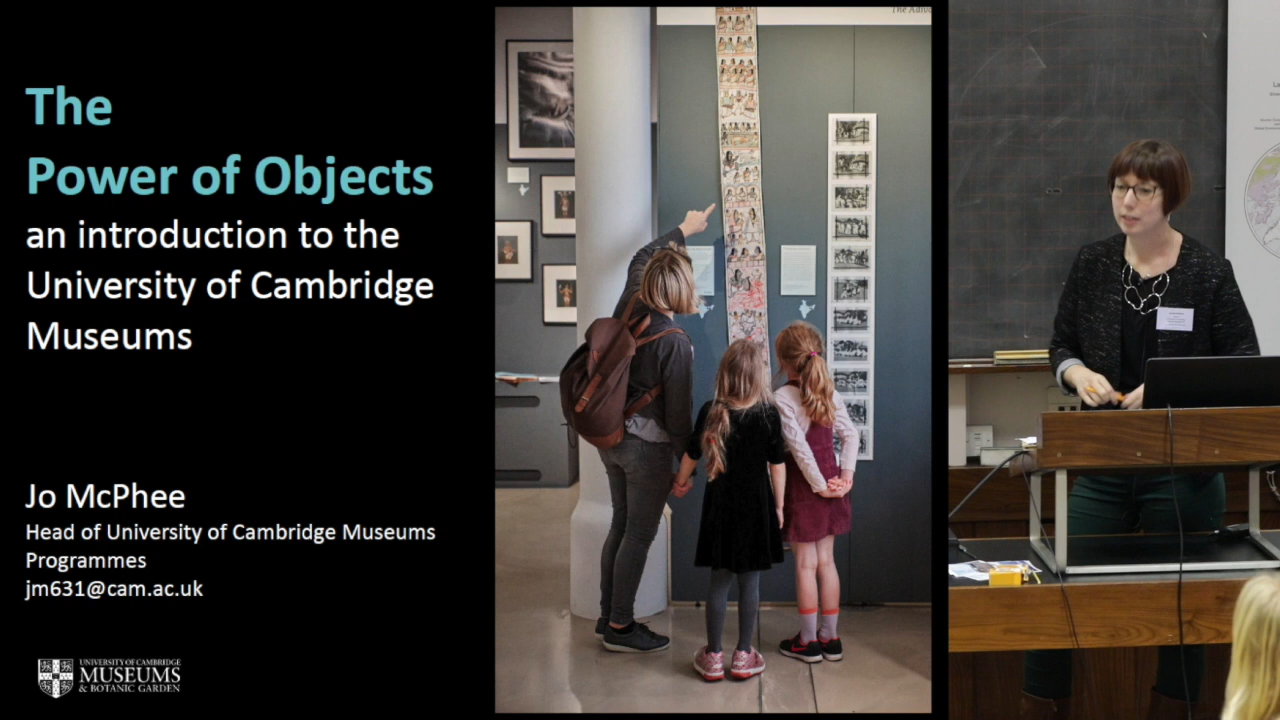 The
Power of Objects
an introduction to the
University of Cambridge
Museums
Jo McPhee
Head of University of Cambridge Museums
Programmes
jm631@cam.ac.uk
UNIVERSITY OF CAMBRIDGE
MUSEUMS
& BOTANIC GARDEN